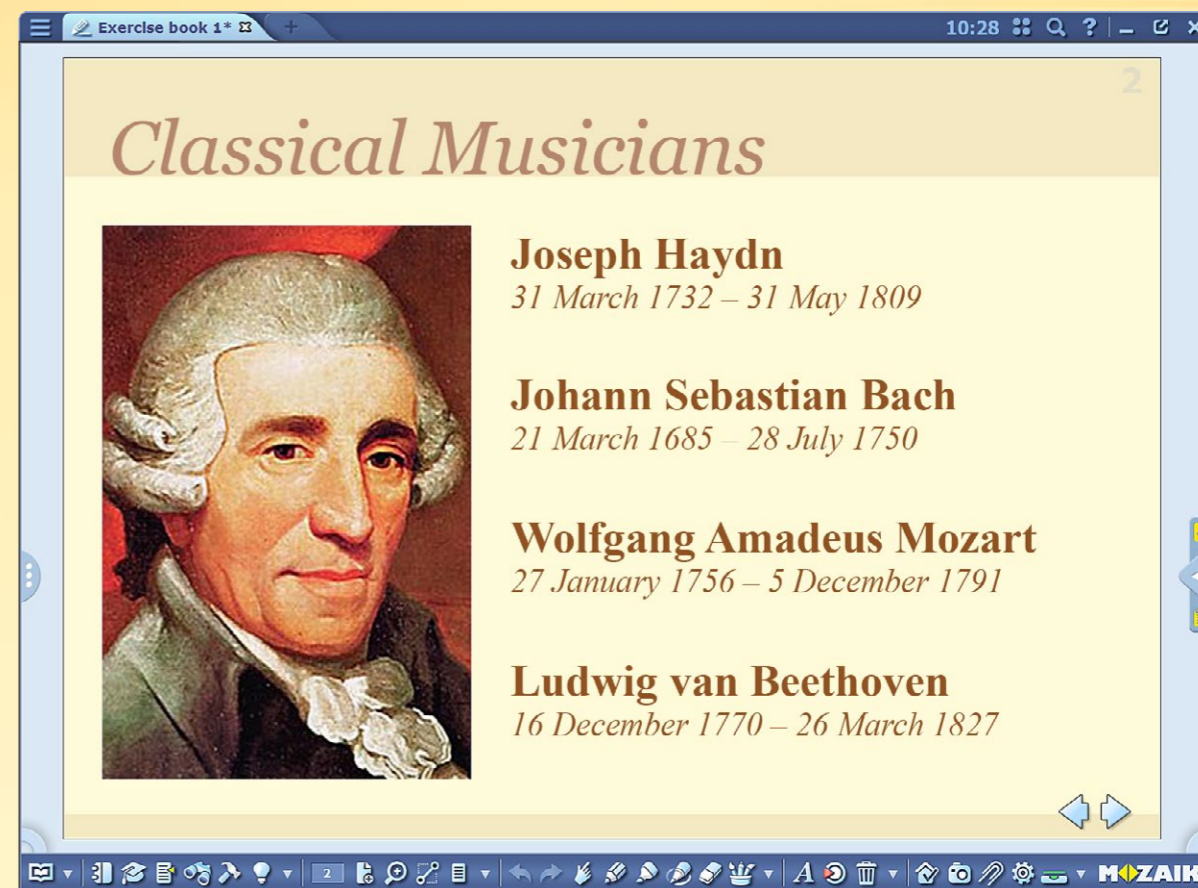 Exercise book 1*
10:28
2
Classical Musicians
Joseph Haydn
31 March 1732 – 31 May 1809
Johann Sebastian Bach
21 March 1685 – 28 July 1750
Wolfgang Amadeus Mozart
27 January 1756 – 5 December 1791
Ludwig van Beethoven
16 December 1770 – 26 March 1827
2
MOZAIK